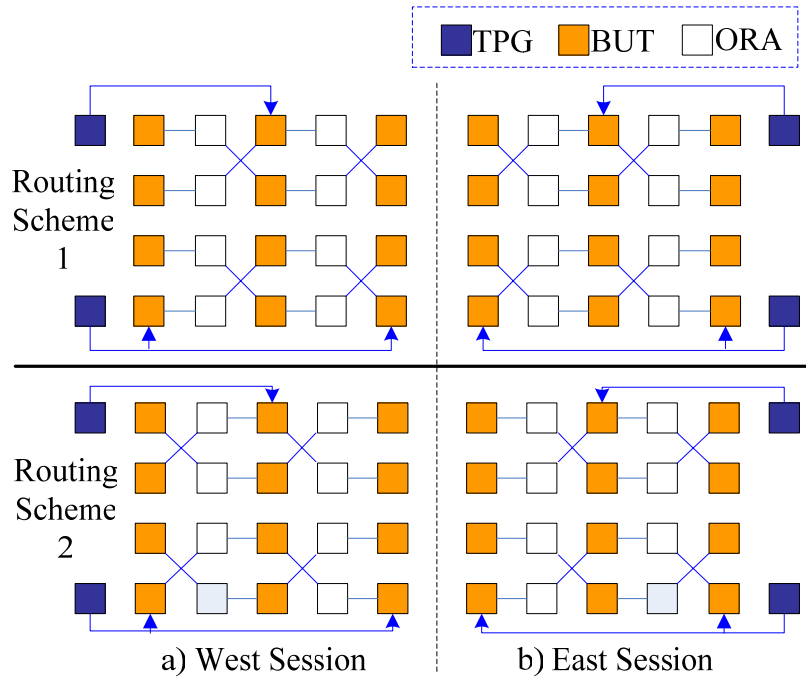 TPG BUT ORA
Routing
Scheme
1
Routing
Scheme
2
a) West Session
b) East Session